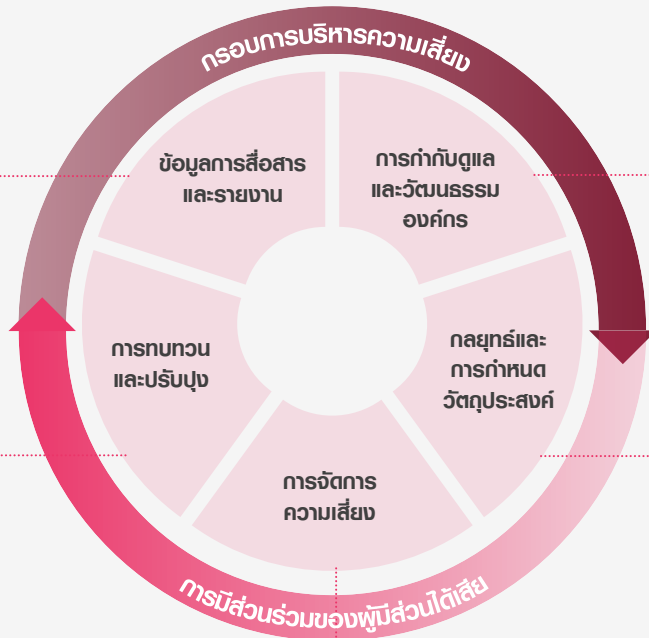 กรอบการบริหารความเสี่ยง
ข้อมูลการสื่อสาร
และรายงาน
การกำกับดูแล
และวัฒนธรรม
องค์กร
การทบทวน
และปรับปุง
กลยุทธ์และ
การกำหนด
วัตถุประสงค์
การจัดการ
ความเสี่ยง
การมีส่วนร่วมของผู้มีส่วนได้เสีย